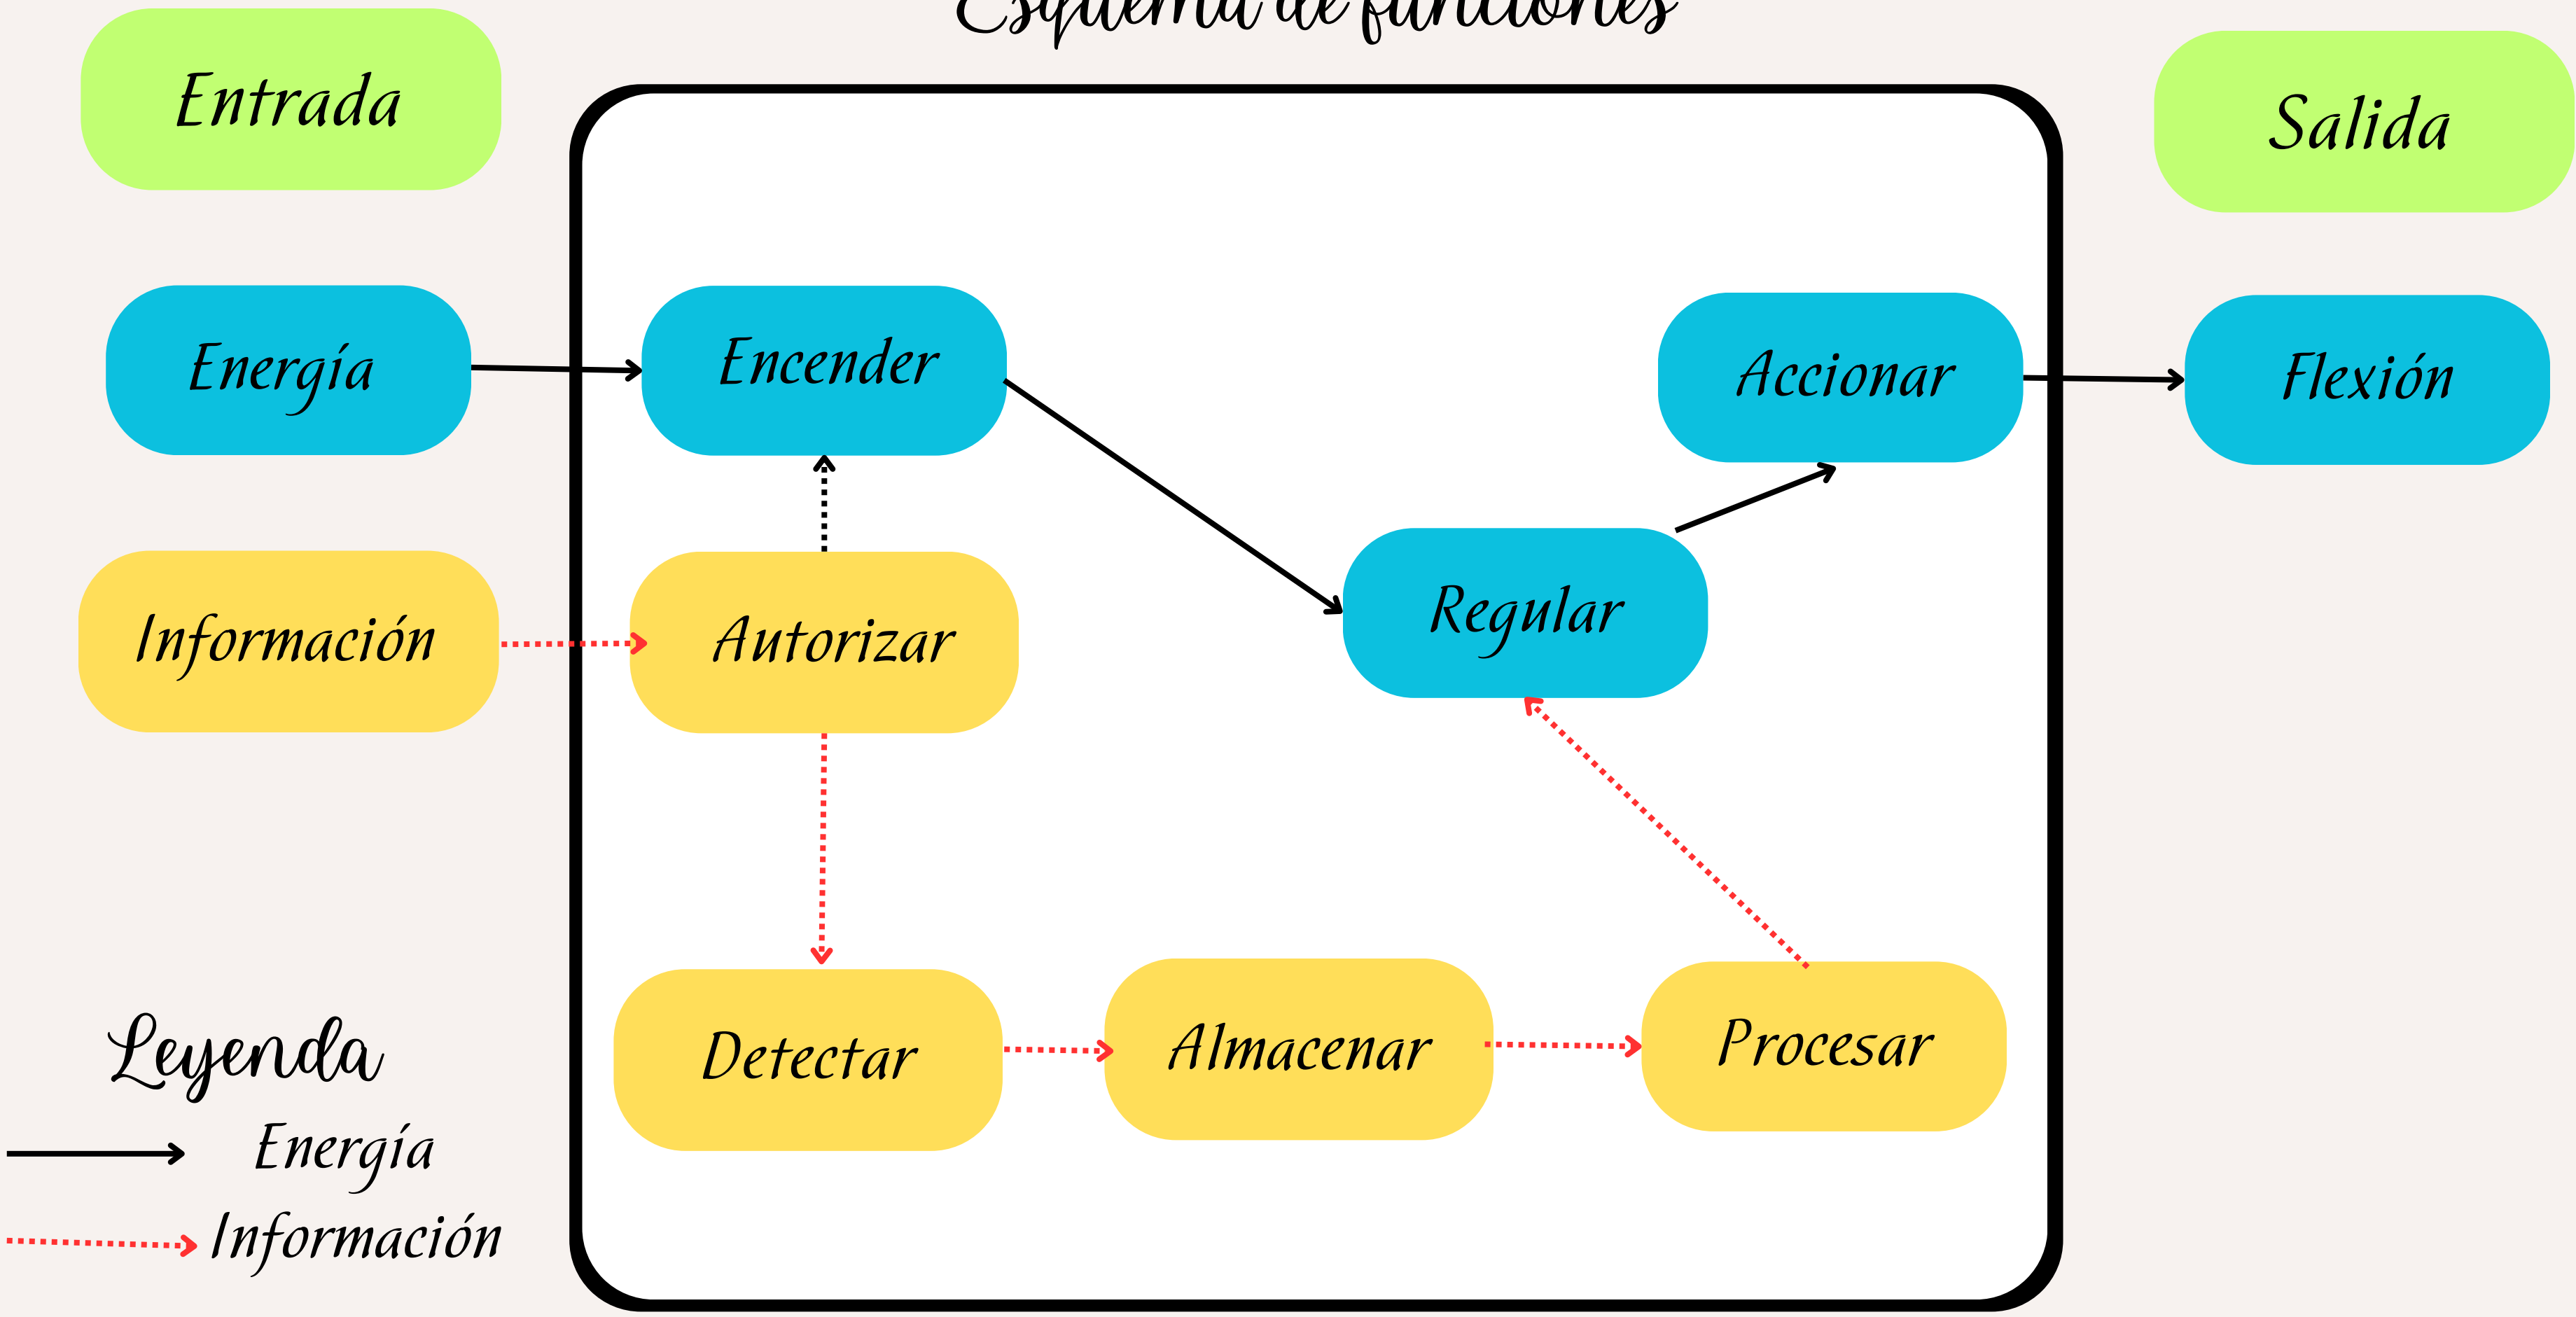 Esquema de funciones
Entrada
Salida
Energía
Encender
Accionar
Flexión
Información
Autorizar
Regular
Detectar
Almacenar
Procesar
Leyenda
Energía
Información